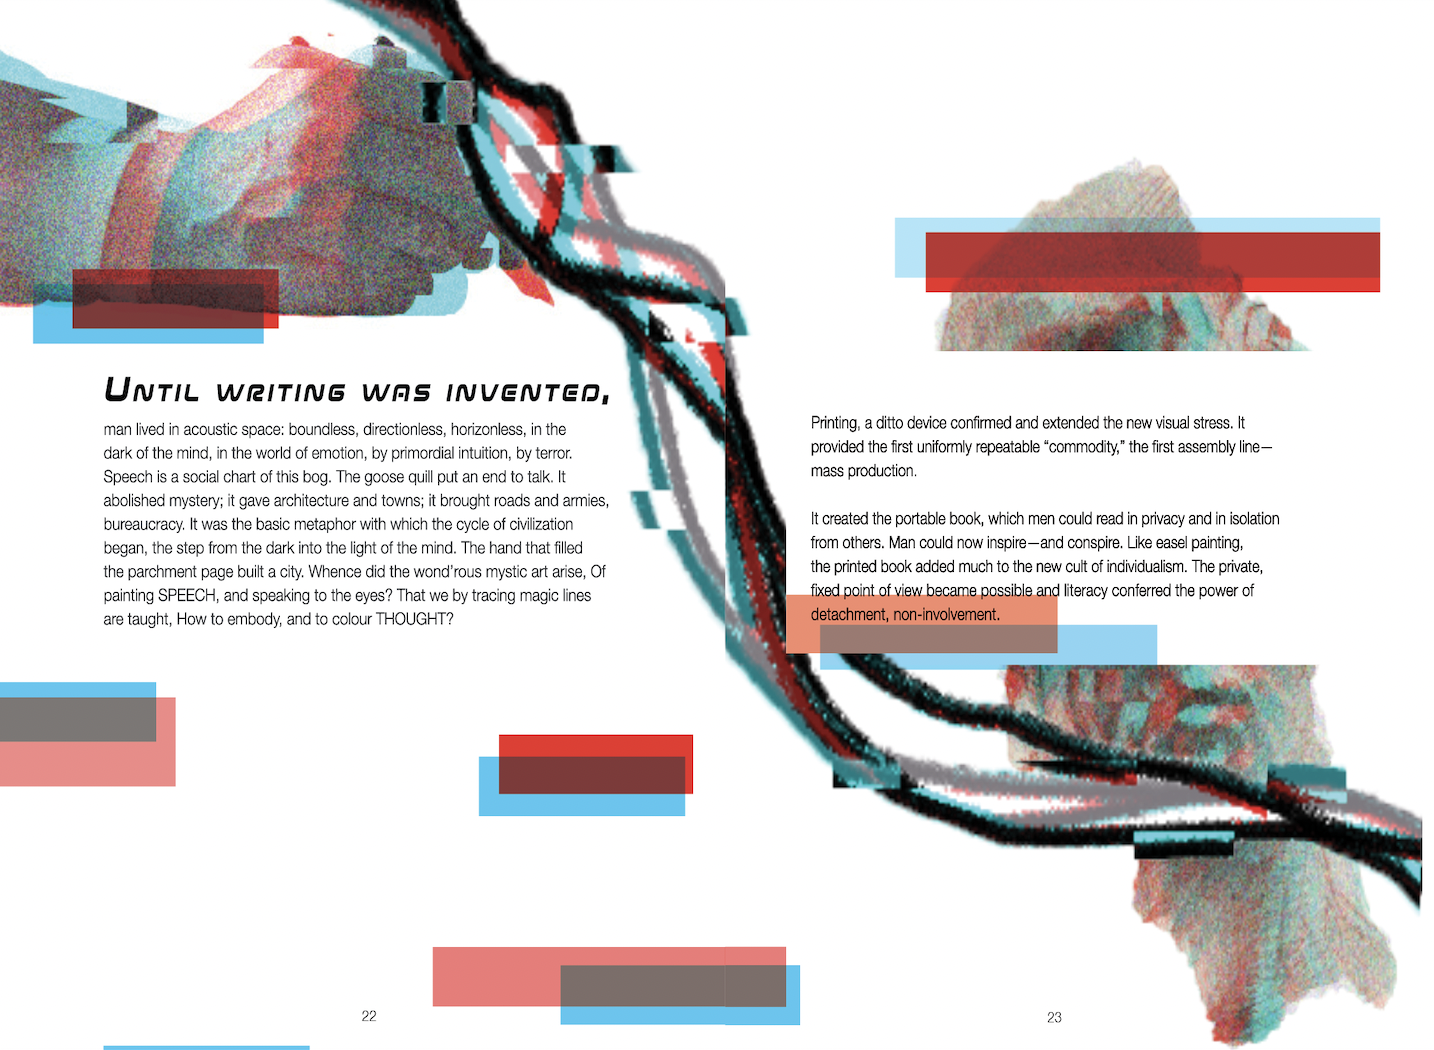 Until writing was invented,
man lived in acoustic space: boundless, directionless, horizonless, in the
dark of the mind, in the world of emotion, by primordial intuition, by terror.
Speech is a social chart of this bog. The goose quill put an end to talk. It
abolished mystery; it gave architecture and towns; it brought roads and armies,
bureaucracy. It was the basic metaphor with which the cycle of civilization
began, the step from the dark into the light of the mind. The hand that filled
the parchment page built a city. Whence did the wond’rous mystic art arise, Of
painting SPEECH, and speaking to the eyes? That we by tracing magic lines
are taught, How to embody, and to colour THOUGHT?
22
Printing, a ditto device confirmed and extended the new visual stress. It
provided the first uniformly repeatable “commodity,” the first assembly line—
mass production.
It created the portable book, which men could read in privacy and in isolation
from others. Man could now inspire—and conspire. Like easel painting,
the printed book added much to the new cult of individualism. The private,
fixed point of view became possible and literacy conferred the power of
detachment, non-involvement.
23